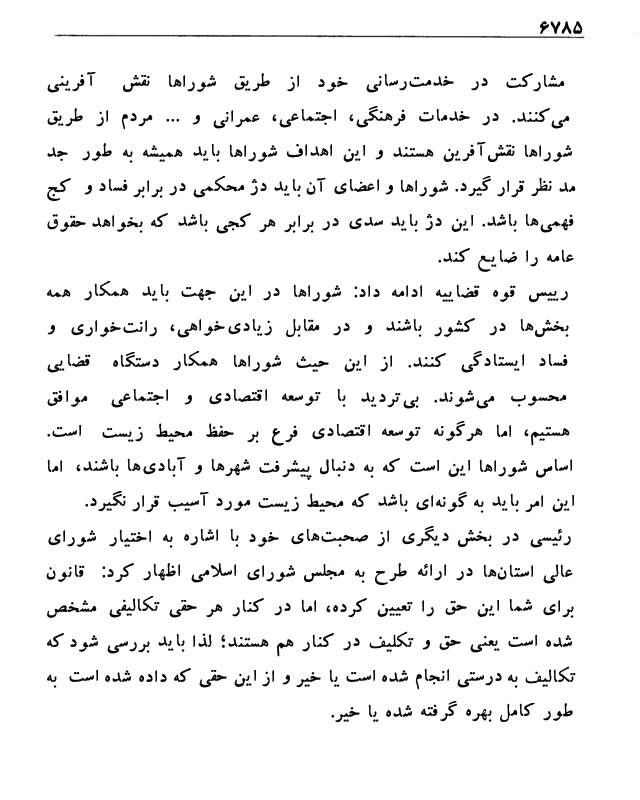 ۶۷۸۵
مشارکت در خدمت‌رسانی خود از طریق شوراها نقش آفرینی
می‌کنند. در خدمات فرهنگی، اجتماعی، عمرانی و ... مردم از طریق
شوراها نقش‌آفرین هستند و این اهداف شوراها باید همیشه به طور جد
مد نظر قرار گیرد. شوراها و اعضای آن باید دژ محکمی در برابر فساد و کج
فهمی‌ها باشد. این دژ باید سدی در برابر هر کجی باشد که بخواهد حقوق
عامه را ضایع کند.
رییس قوه قضاییه ادامه داد: شوراها در این جهت باید همکار همه
بخش‌ها در کشور باشند و در مقابل زیادی‌خواهی، رانت‌خواری و
فساد ایستادگی کنند. از این حیث شوراها همکار دستگاه قضایی
محسوب می‌شوند. بی‌تردید با توسعه اقتصادی و اجتماعی موافق
هستیم، اما هرگونه توسعه اقتصادی فرع بر حفظ محیط زیست است.
اساس شوراها این است که به دنبال پیشرفت شهرها و آبادی‌ها باشند، اما
این امر باید به گونه‌ای باشد که محیط زیست مورد آسیب قرار نگیرد.
رئیسی در بخش دیگری از صحبت‌های خود با اشاره به اختیار شورای
عالی استان‌ها در ارائه طرح به مجلس شورای اسلامی اظهار کرد: قانون
برای شما این حق را تعیین کرده، اما در کنار هر حقی تکالیفی مشخص
شده است یعنی حق و تکلیف در کنار هم هستند؛ لذا باید بررسی شود که
تکالیف به درستی انجام شده است یا خیر و از این حقی که داده شده است به
طور کامل بهره گرفته شده یا خیر.